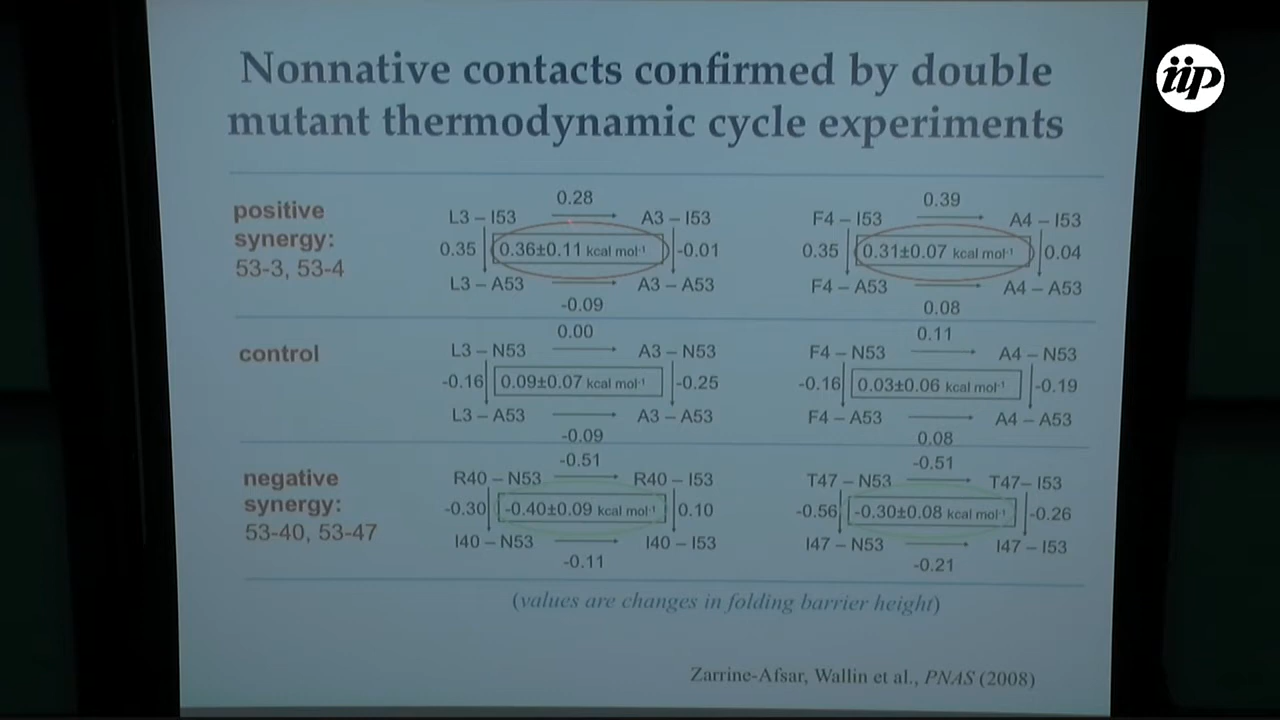 iip
Nonnative contacts confirmed by double
mutant thermodynamic cycle experiments
positive
synergy:
53-3, 53-4
0.28
L3 – I53 A3 – I53
0.35 0.36±0.11 kcal mol-1 -0.01
L3 – A53 A3 – A53
-0.09
0.39
F4 – I53 A4 – I53
0.35 0.31±0.07 kcal mol-1 0.04
F4 – A53 A4 – A53
0.08
control
0.00
L3 – N53 A3 – N53
-0.16 0.09±0.07 kcal mol-1 -0.25
L3 – A53 A3 – A53
-0.09
0.11
F4 – N53 A4 – N53
-0.16 0.03±0.06 kcal mol-1 -0.19
F4 – A53 A4 – A53
0.08
negative
synergy:
53-40, 53-47
-0.51
R40 – N53 R40 – I53
-0.30 -0.40±0.09 kcal mol-1 0.10
I40 – N53 I40 – I53
-0.11
-0.51
T47 – N53 T47– I53
-0.56 -0.30±0.08 kcal mol-1 -0.26
I47 – N53 I47 – I53
-0.21
(values are changes in folding barrier height)
Zarrine-Afsar, Wallin et al., PNAS (2008)